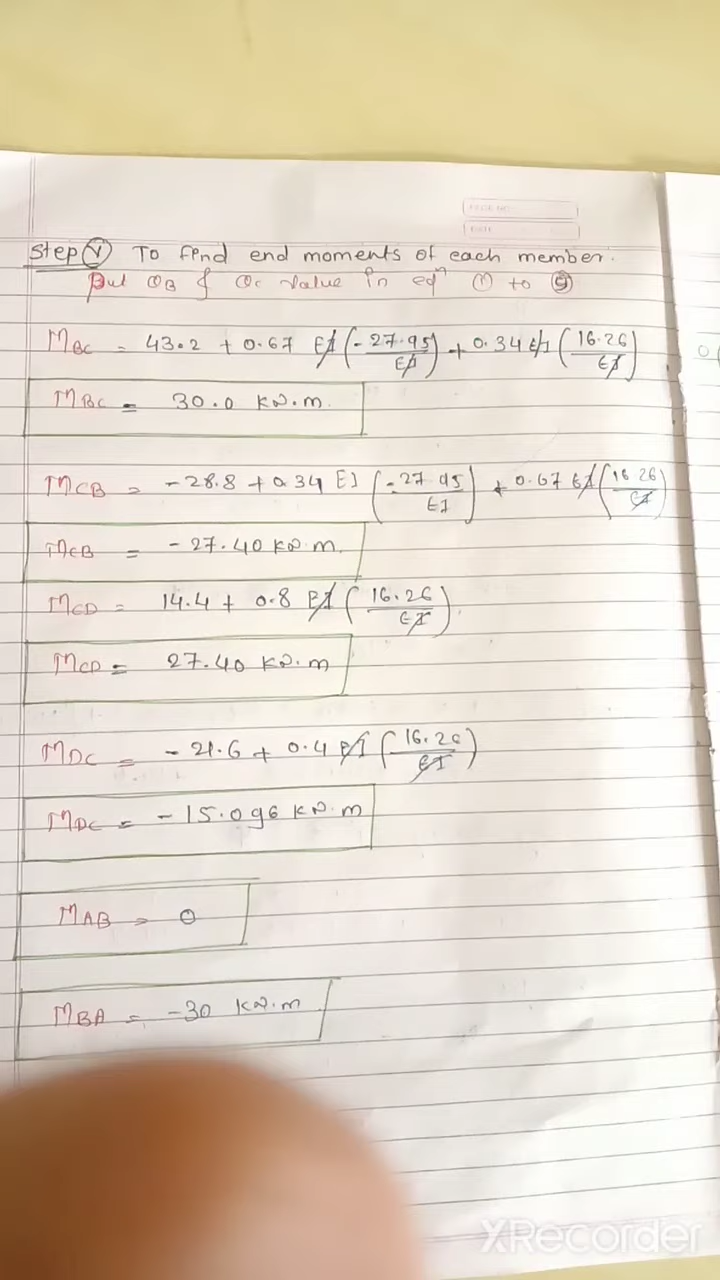 Step (V) To find end moments of each member.
Put θB & θc value in eqn (1) to (4)
MBC = 43.2 + 0.67 EI (-27.95/EI) + 0.34 EI (16.26/EI)
MBC = 30.0 kN.m.
MCB = -28.8 + 0.34 EI (-27.95/EI) + 0.67 EI (16.26/EI)
MCB = -27.40 kN.m.
MCD = 14.4 + 0.8 EI (16.26/EI).
MCD = 27.40 kN.m
MDC = -21.6 + 0.4 EI (16.26/EI)
MDC = -15.096 kN.m
MAB = 0
MBA = -30 kN.m
XRecorder